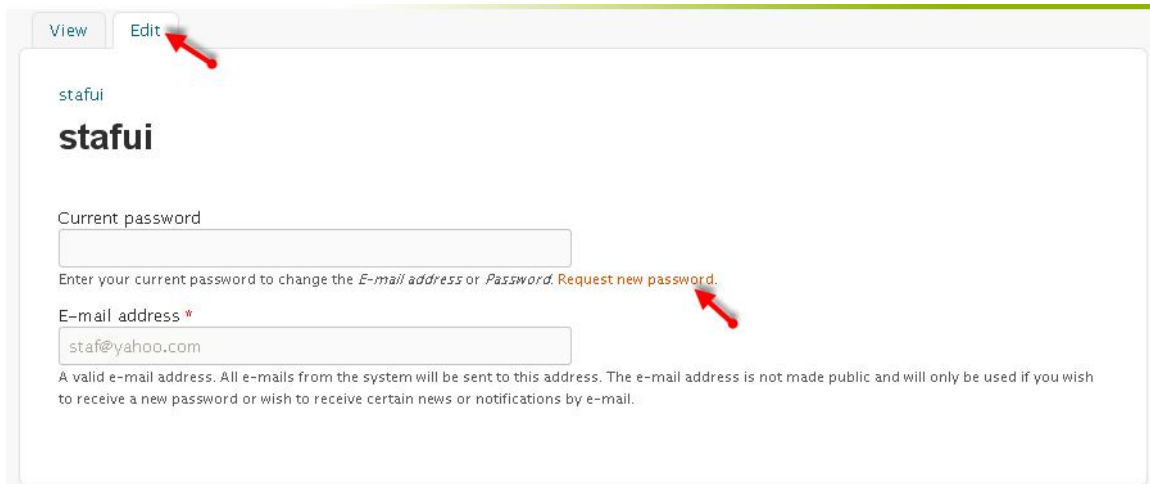 View Edit
stafui
stafui
Current password
Enter your current password to change the E-mail address or Password. Request new password.
E-mail address *
staf@yahoo.com
A valid e-mail address. All e-mails from the system will be sent to this address. The e-mail address is not made public and will only be used if you wish
to receive a new password or wish to receive certain news or notifications by e-mail.